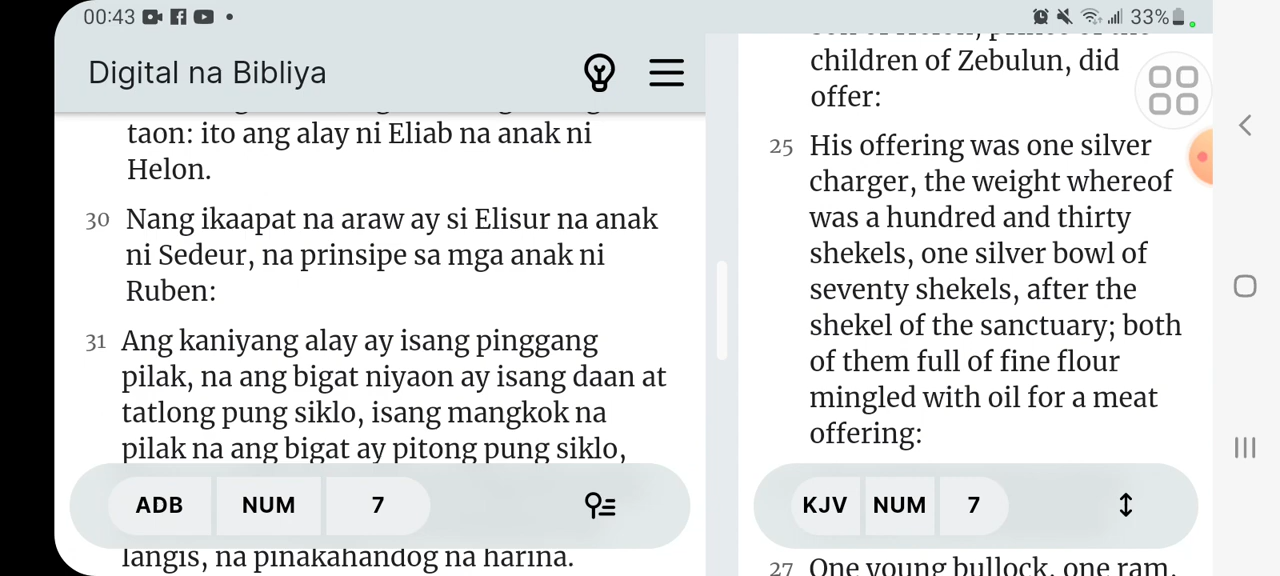 00:43
33%
Digital na Bibliya
taon: ito ang alay ni Eliab na anak ni
Helon.
30 Nang ikaapat na araw ay si Elisur na anak
ni Sedeur, na prinsipe sa mga anak ni
Ruben:
31 Ang kaniyang alay ay isang pinggang
pilak, na ang bigat niyaon ay isang daan at
tatlong pung siklo, isang mangkok na
pilak na ang bigat ay pitong pung siklo,
langis, na pinakahandog na harina.
ADB NUM 7
children of Zebulun, did
offer:
25 His offering was one silver
charger, the weight whereof
was a hundred and thirty
shekels, one silver bowl of
seventy shekels, after the
shekel of the sanctuary; both
of them full of fine flour
mingled with oil for a meat
offering:
27 One young bullock, one ram,
KJV NUM 7